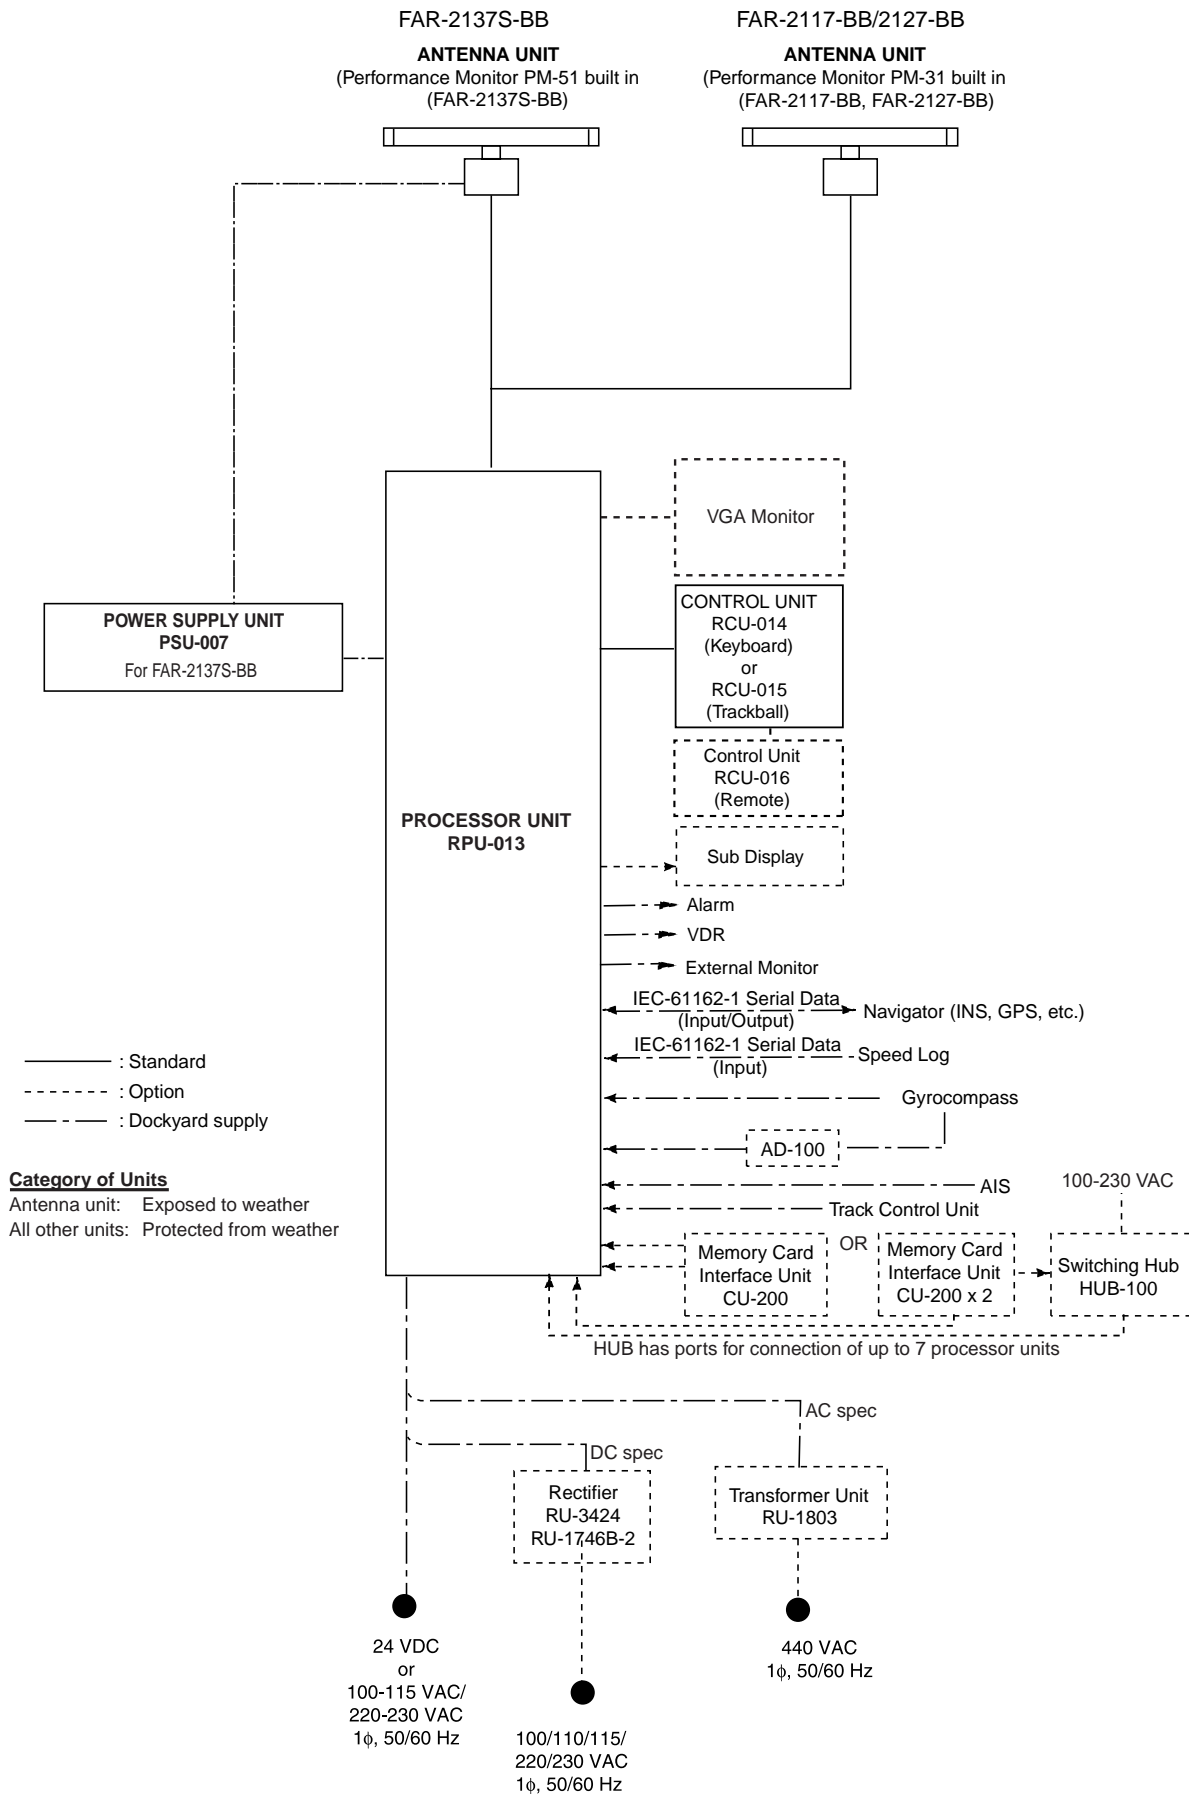 FAR-2137S-BB
FAR-2117-BB/2127-BB
ANTENNA UNIT
(Performance Monitor PM-51 built in
(FAR-2137S-BB)
ANTENNA UNIT
(Performance Monitor PM-31 built in
(FAR-2117-BB, FAR-2127-BB)
VGA Monitor
CONTROL UNIT
RCU-014
(Keyboard)
or
RCU-015
(Trackball)
POWER SUPPLY UNIT
PSU-007
For FAR-2137S-BB
Control Unit
RCU-016
(Remote)
PROCESSOR UNIT
RPU-013
Sub Display
Alarm
VDR
External Monitor
IEC-61162-1 Serial Data
(Input/Output)
Navigator (INS, GPS, etc.)
IEC-61162-1 Serial Data
(Input)
Speed Log
Gyrocompass
AD-100
AIS
Track Control Unit
100-230 VAC
: Standard
: Option
: Dockyard supply
Category of Units
Antenna unit: Exposed to weather
All other units: Protected from weather
Memory Card
Interface Unit
CU-200
OR
Memory Card
Interface Unit
CU-200 x 2
Switching Hub
HUB-100
HUB has ports for connection of up to 7 processor units
AC spec
DC spec
Rectifier
RU-3424
RU-1746B-2
Transformer Unit
RU-1803
24 VDC
or
100-115 VAC/
220-230 VAC
1ϕ, 50/60 Hz
440 VAC
1ϕ, 50/60 Hz
100/110/115/
220/230 VAC
1ϕ, 50/60 Hz